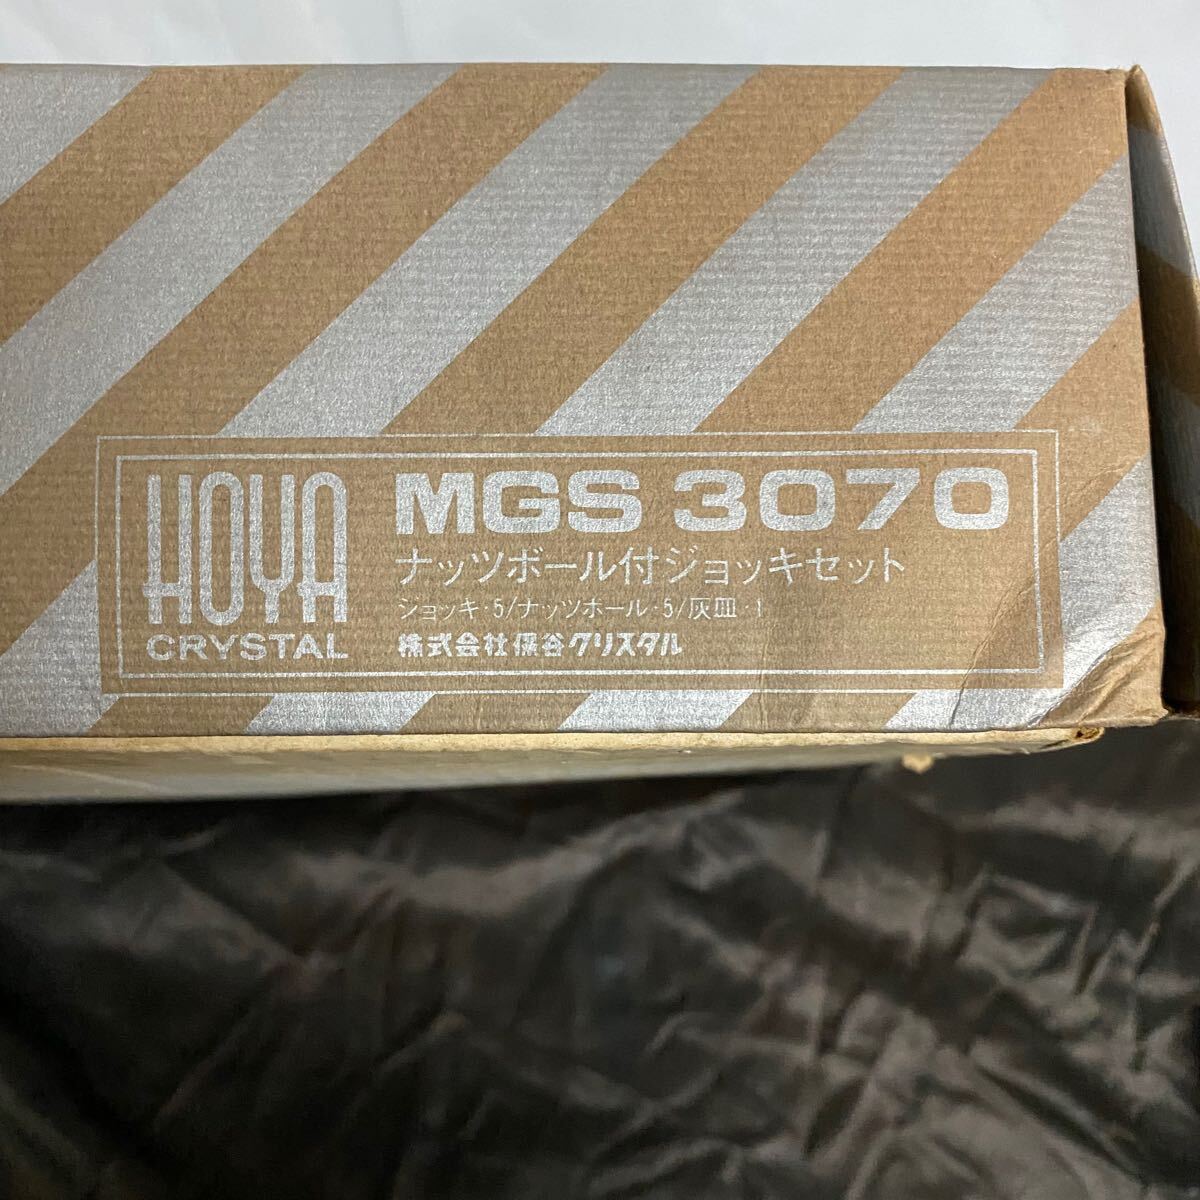 HOYA
CRYSTAL
MGS 3070
ナッツボール付ジョッキセット
ジョッキ・5/ナッツボール・5/灰皿・1
株式会社保谷クリスタル